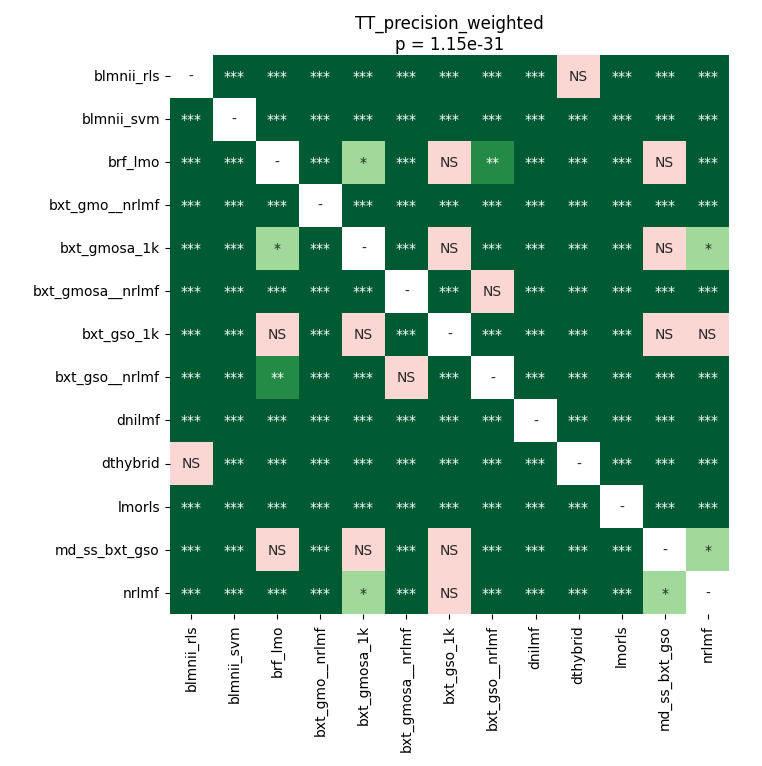 TT_precision_weighted
p = 1.15e-31
blmnii_rls - *** *** *** *** *** *** *** *** NS *** *** ***
blmnii_svm *** - *** *** *** *** *** *** *** *** *** *** ***
brf_lmo *** *** - *** * *** NS ** *** *** *** NS ***
bxt_gmo__nrlmf *** *** *** - *** *** *** *** *** *** *** *** ***
bxt_gmosa_1k *** *** * *** - *** NS *** *** *** *** NS *
bxt_gmosa__nrlmf *** *** *** *** *** - *** NS *** *** *** *** ***
bxt_gso_1k *** *** NS *** NS *** - *** *** *** *** NS NS
bxt_gso__nrlmf *** *** ** *** *** NS *** - *** *** *** *** ***
dnilmf *** *** *** *** *** *** *** *** - *** *** *** ***
dthybrid NS *** *** *** *** *** *** *** *** - *** *** ***
lmorls *** *** *** *** *** *** *** *** *** *** - *** ***
md_ss_bxt_gso *** *** NS *** NS *** NS *** *** *** *** - *
nrlmf *** *** *** *** * *** NS *** *** *** *** * -
blmnii_rls
blmnii_svm
brf_lmo
bxt_gmo__nrlmf
bxt_gmosa_1k
bxt_gmosa__nrlmf
bxt_gso_1k
bxt_gso__nrlmf
dnilmf
dthybrid
lmorls
md_ss_bxt_gso
nrlmf